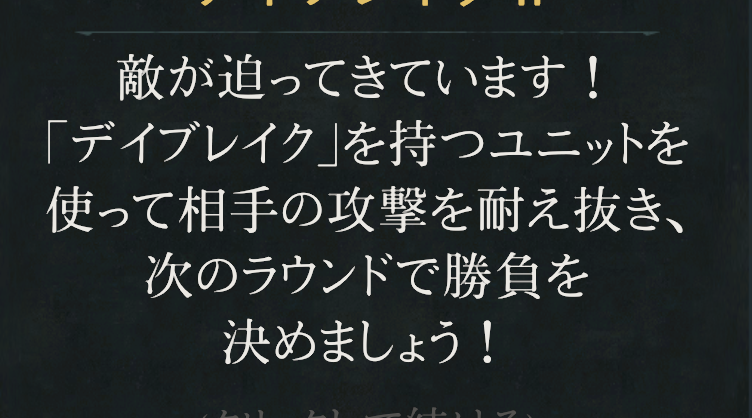 敵が迫ってきています！
「デイブレイク」を持つユニットを
使って相手の攻撃を耐え抜き、
次のラウンドで勝負を
決めましょう！